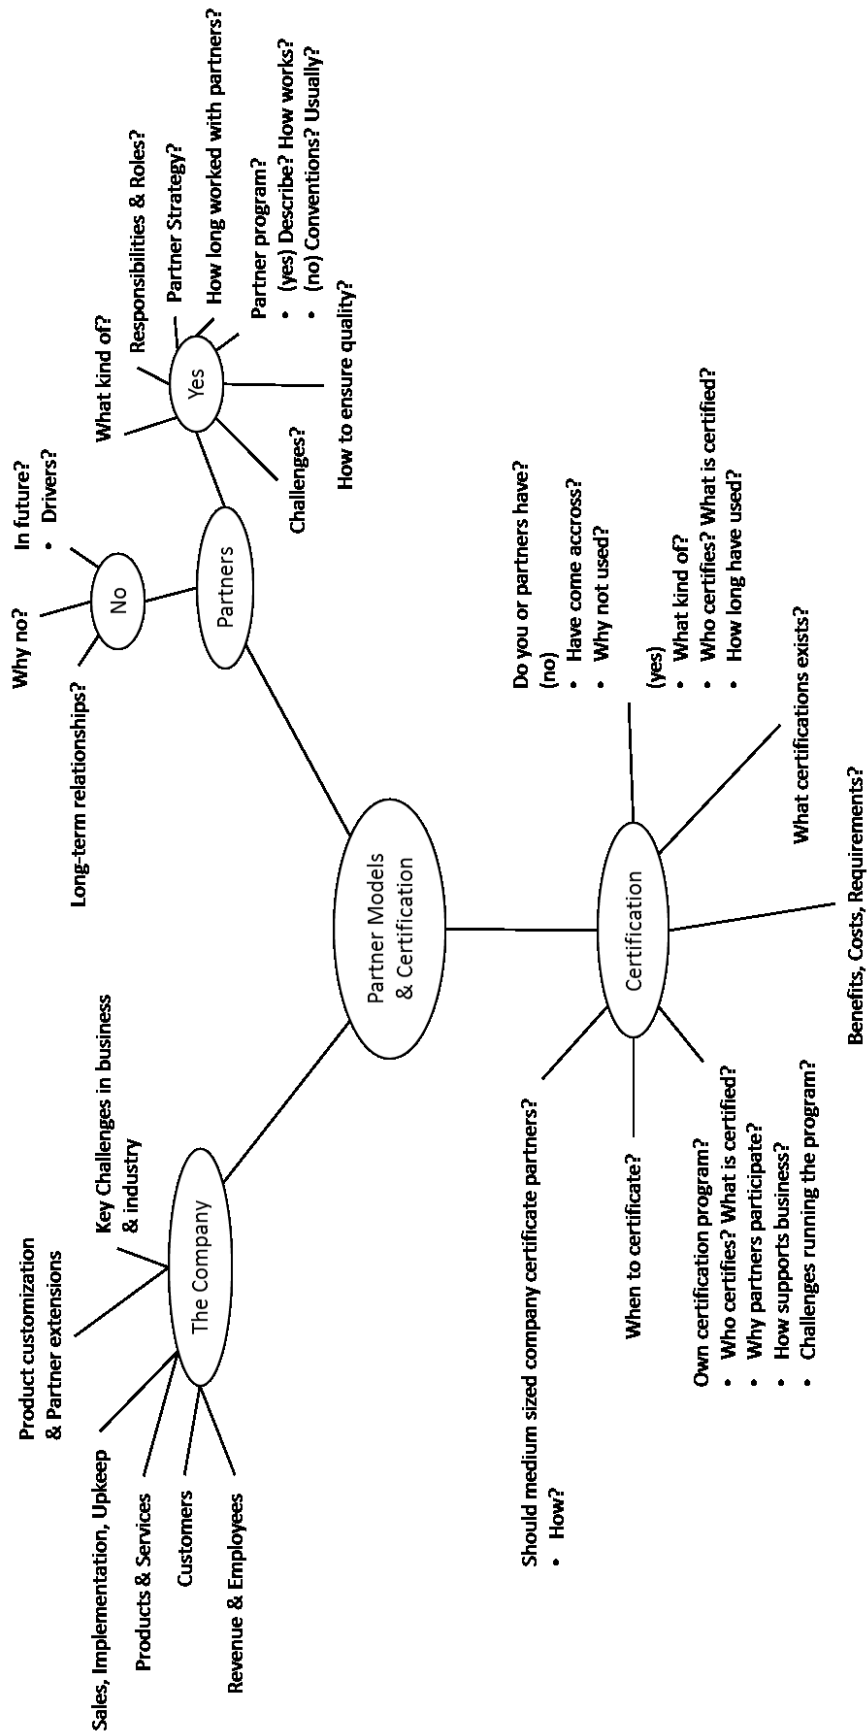 Sales, Implementation, Upkeep
Products & Services
Customers
Revenue & Employees
Product customization
& Partner extensions
Key Challenges in business
& industry
The Company
Partner Models
& Certification
Long-term relationships?
Why no?
In future?
• Drivers?
No
Partners
Yes
What kind of?
Responsibilities & Roles?
Partner Strategy?
How long worked with partners?
Partner program?
• (yes) Describe? How works?
• (no) Conventions? Usually?
How to ensure quality?
Challenges?
Certification
Should medium sized company certificate partners?
• How?
When to certificate?
Own certification program?
• Who certifies? What is certified?
• Why partners participate?
• How supports business?
• Challenges running the program?
Benefits, Costs, Requirements?
What certifications exists?
Do you or partners have?
(no)
• Have come accross?
• Why not used?
(yes)
• What kind of?
• Who certifies? What is certified?
• How long have used?